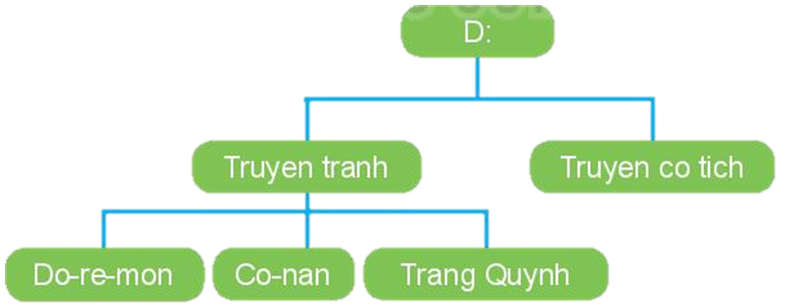 D:
Truyen tranh
Truyen co tich
Do-re-mon
Co-nan
Trang Quynh